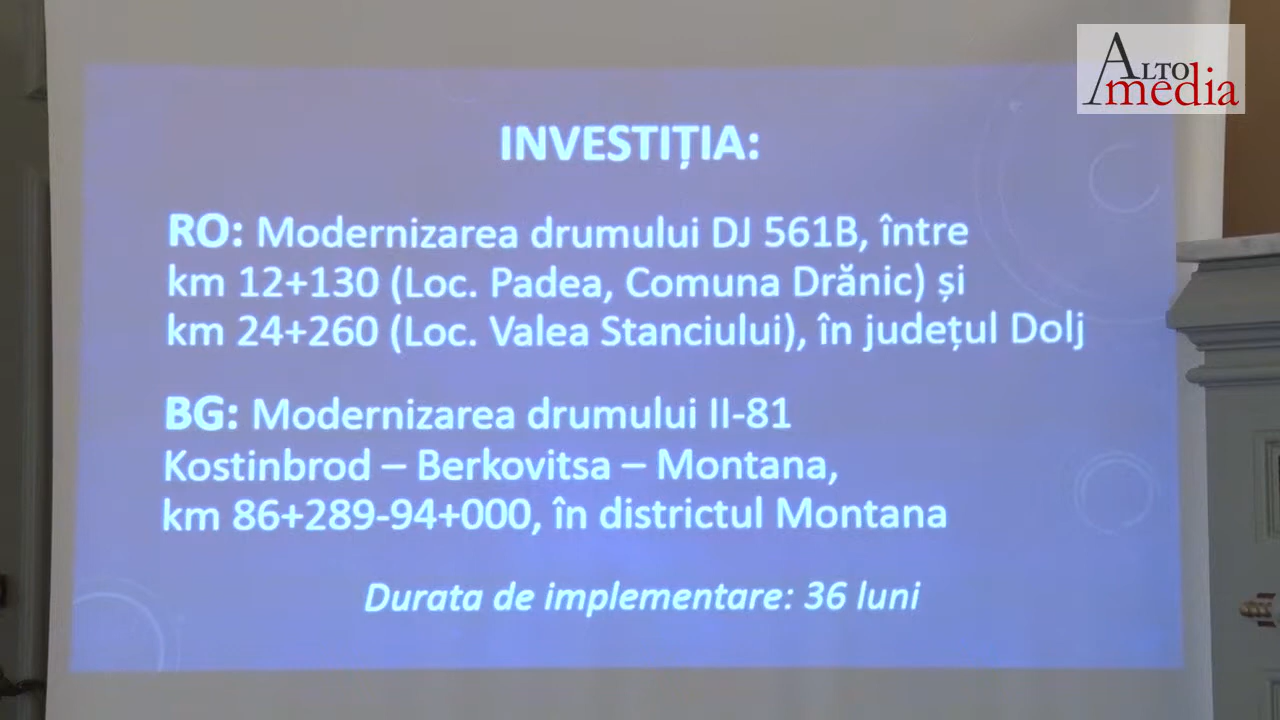 ALTO
media
INVESTIȚIA:
RO: Modernizarea drumului DJ 561B, între
km 12+130 (Loc. Padea, Comuna Drănic) și
km 24+260 (Loc. Valea Stanciului), în județul Dolj
BG: Modernizarea drumului II-81
Kostinbrod – Berkovitsa – Montana,
km 86+289-94+000, în districtul Montana
Durata de implementare: 36 luni